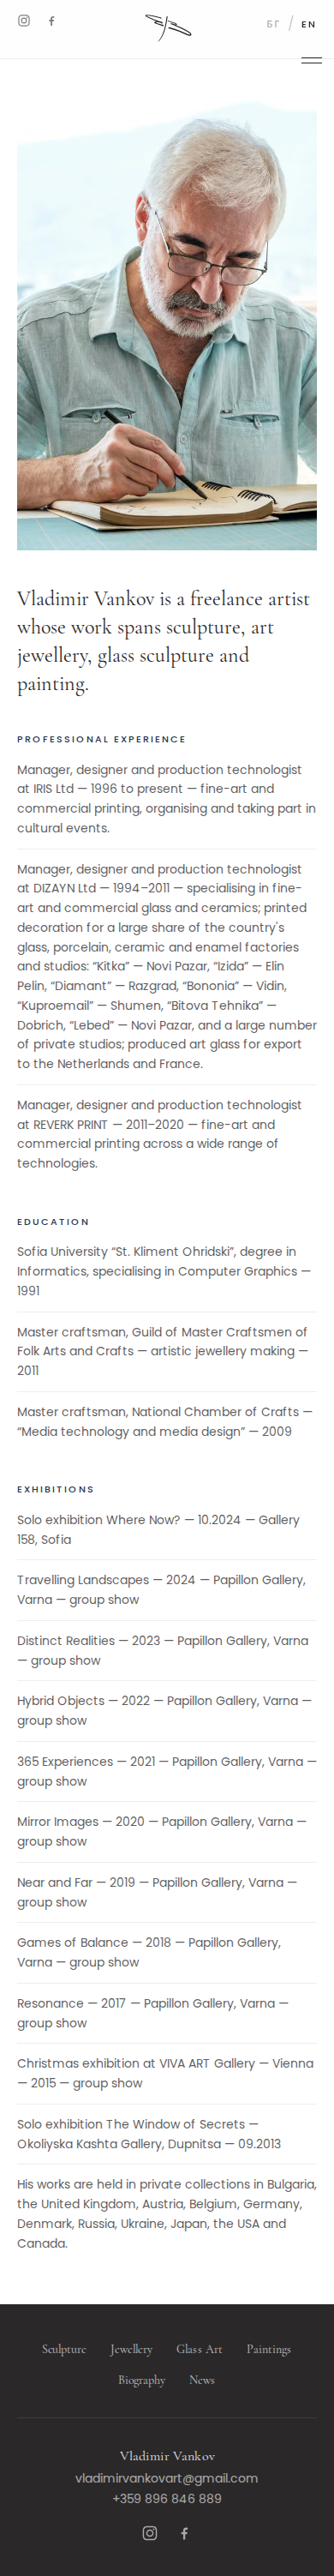 БГ / EN
Vladimir Vankov is a freelance artist
whose work spans sculpture, art
jewellery, glass sculpture and
painting.
PROFESSIONAL EXPERIENCE
Manager, designer and production technologist
at IRIS Ltd — 1996 to present — fine-art and
commercial printing, organising and taking part in
cultural events.
Manager, designer and production technologist
at DIZAYN Ltd — 1994–2011 — specialising in fine-
art and commercial glass and ceramics; printed
decoration for a large share of the country's
glass, porcelain, ceramic and enamel factories
and studios: “Kitka” — Novi Pazar, “Izida” — Elin
Pelin, “Diamant” — Razgrad, “Bononia” — Vidin,
“Kuproemail” — Shumen, “Bitova Tehnika” —
Dobrich, “Lebed” — Novi Pazar, and a large number
of private studios; produced art glass for export
to the Netherlands and France.
Manager, designer and production technologist
at REVERK PRINT — 2011–2020 — fine-art and
commercial printing across a wide range of
technologies.
EDUCATION
Sofia University “St. Kliment Ohridski”, degree in
Informatics, specialising in Computer Graphics —
1991
Master craftsman, Guild of Master Craftsmen of
Folk Arts and Crafts — artistic jewellery making —
2011
Master craftsman, National Chamber of Crafts —
“Media technology and media design” — 2009
EXHIBITIONS
Solo exhibition Where Now? — 10.2024 — Gallery
158, Sofia
Travelling Landscapes — 2024 — Papillon Gallery,
Varna — group show
Distinct Realities — 2023 — Papillon Gallery, Varna
— group show
Hybrid Objects — 2022 — Papillon Gallery, Varna —
group show
365 Experiences — 2021 — Papillon Gallery, Varna —
group show
Mirror Images — 2020 — Papillon Gallery, Varna —
group show
Near and Far — 2019 — Papillon Gallery, Varna —
group show
Games of Balance — 2018 — Papillon Gallery,
Varna — group show
Resonance — 2017 — Papillon Gallery, Varna —
group show
Christmas exhibition at VIVA ART Gallery — Vienna
— 2015 — group show
Solo exhibition The Window of Secrets —
Okoliyska Kashta Gallery, Dupnitsa — 09.2013
His works are held in private collections in Bulgaria,
the United Kingdom, Austria, Belgium, Germany,
Denmark, Russia, Ukraine, Japan, the USA and
Canada.
Sculpture Jewellery Glass Art Paintings
Biography News
Vladimir Vankov
vladimirvankovart@gmail.com
+359 896 846 889